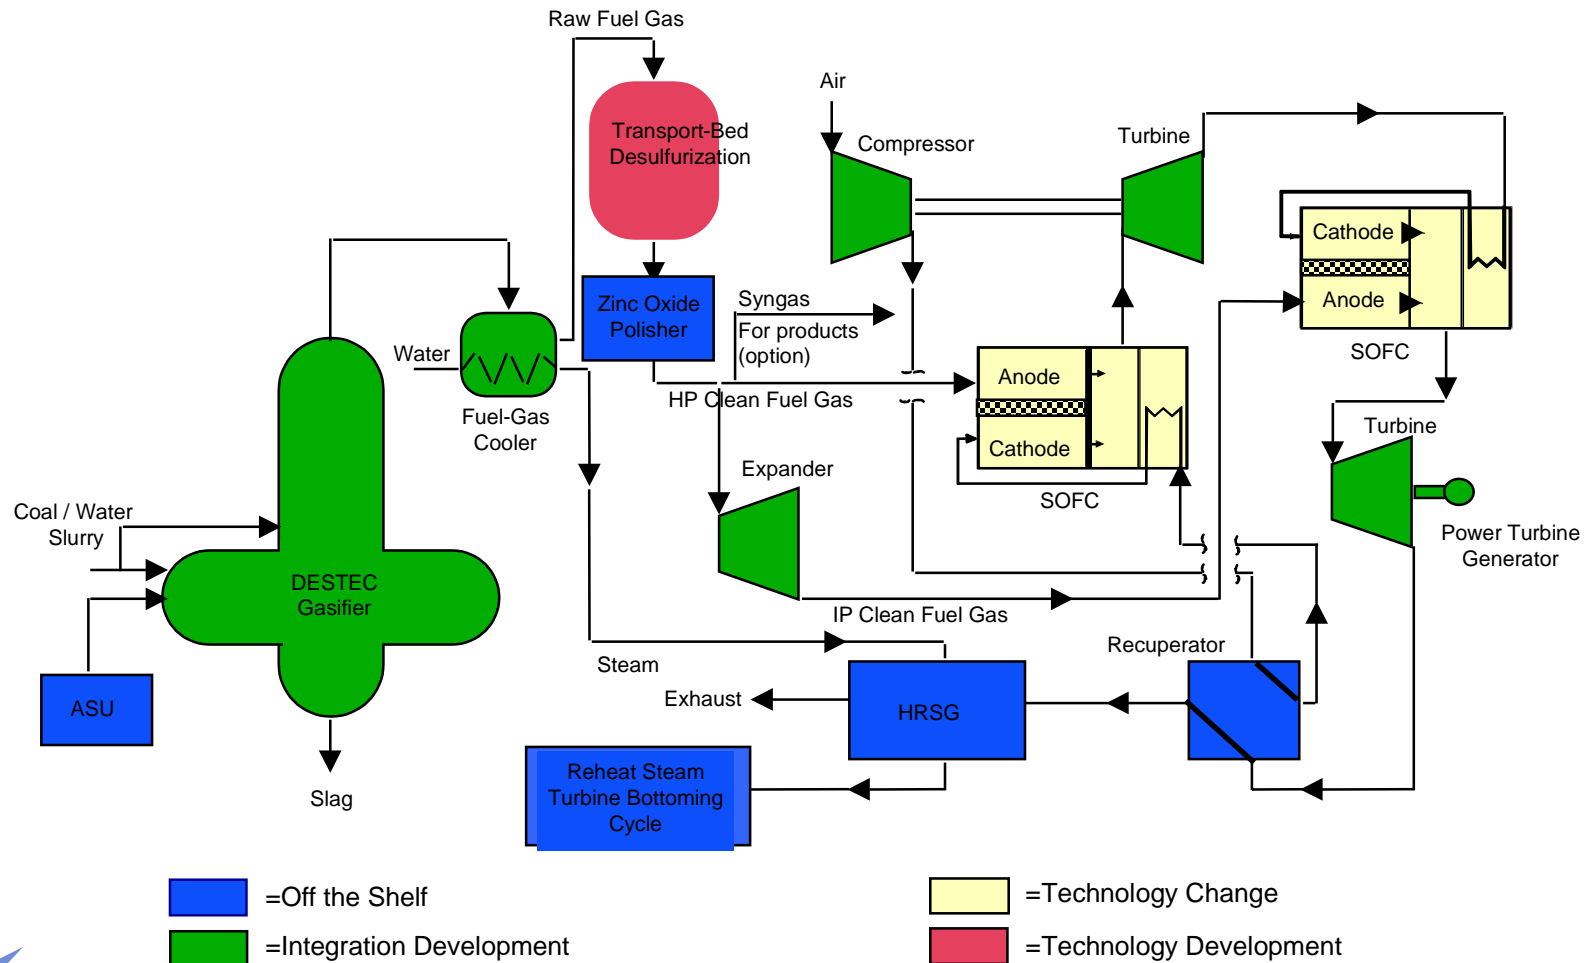 Raw Fuel Gas
Transport-Bed
Desulfurization
Air
Compressor
Turbine
Cathode
Anode
SOFC
Zinc Oxide
Polisher
Syngas
For products
(option)
Water
Fuel-Gas
Cooler
HP Clean Fuel Gas
Anode
Cathode
SOFC
Turbine
Power Turbine
Generator
Expander
Coal / Water
Slurry
DESTEC
Gasifier
IP Clean Fuel Gas
Steam
Recuperator
ASU
Exhaust
HRSG
Slag
Reheat Steam
Turbine Bottoming
Cycle
=Off the Shelf
=Technology Change
=Integration Development
=Technology Development